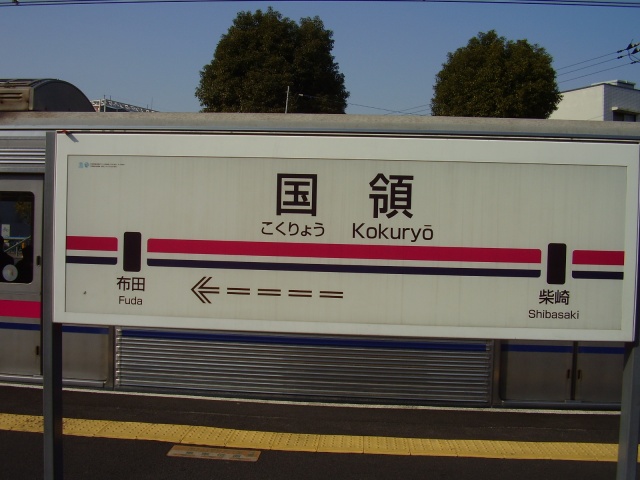 国領
こくりょう Kokuryō
布田
Fuda
柴崎
Shibasaki